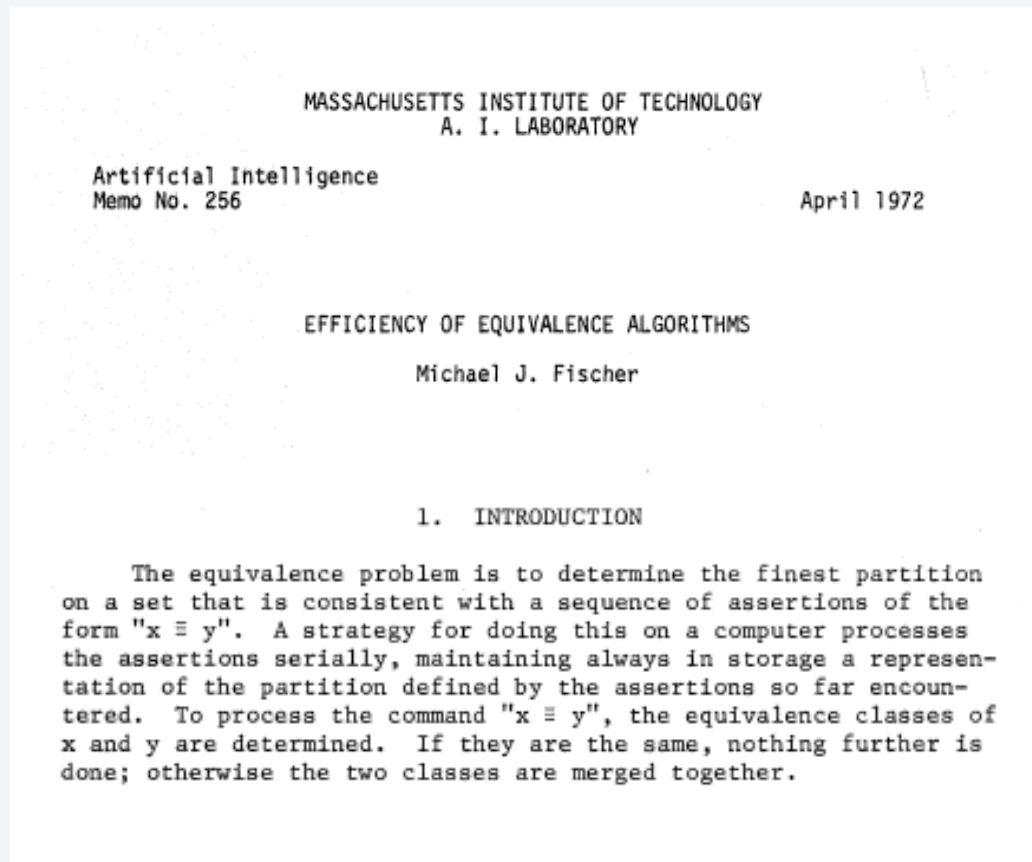 MASSACHUSETTS INSTITUTE OF TECHNOLOGY
A. I. LABORATORY
Artificial Intelligence
Memo No. 256 April 1972
EFFICIENCY OF EQUIVALENCE ALGORITHMS
Michael J. Fischer
1. INTRODUCTION
The equivalence problem is to determine the finest partition
on a set that is consistent with a sequence of assertions of the
form "x ≡ y". A strategy for doing this on a computer processes
the assertions serially, maintaining always in storage a represen-
tation of the partition defined by the assertions so far encoun-
tered. To process the command "x ≡ y", the equivalence classes of
x and y are determined. If they are the same, nothing further is
done; otherwise the two classes are merged together.